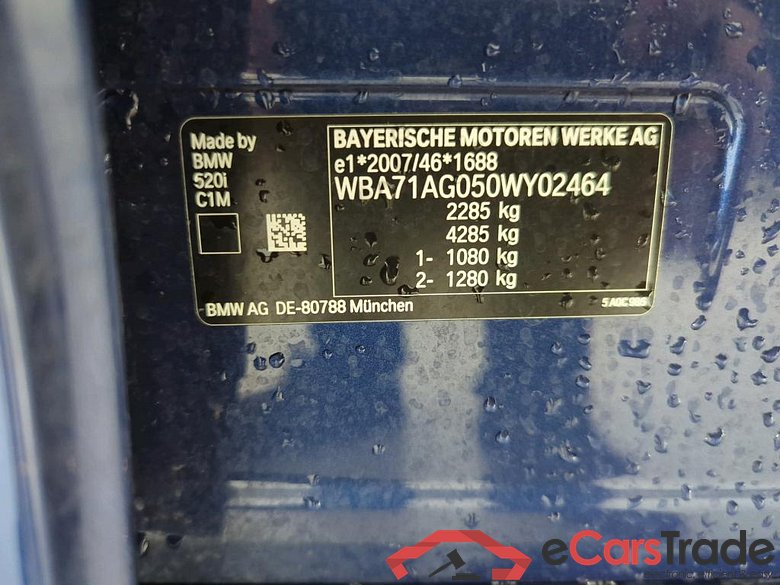 Made by
BMW
520i
C1M
BAYERISCHE MOTOREN WERKE AG
e1*2007/46*1688
WBA71AG050WY02464
2285 kg
4285 kg
1- 1080 kg
2- 1280 kg
BMW AG DE-80788 München
eCarsTrade